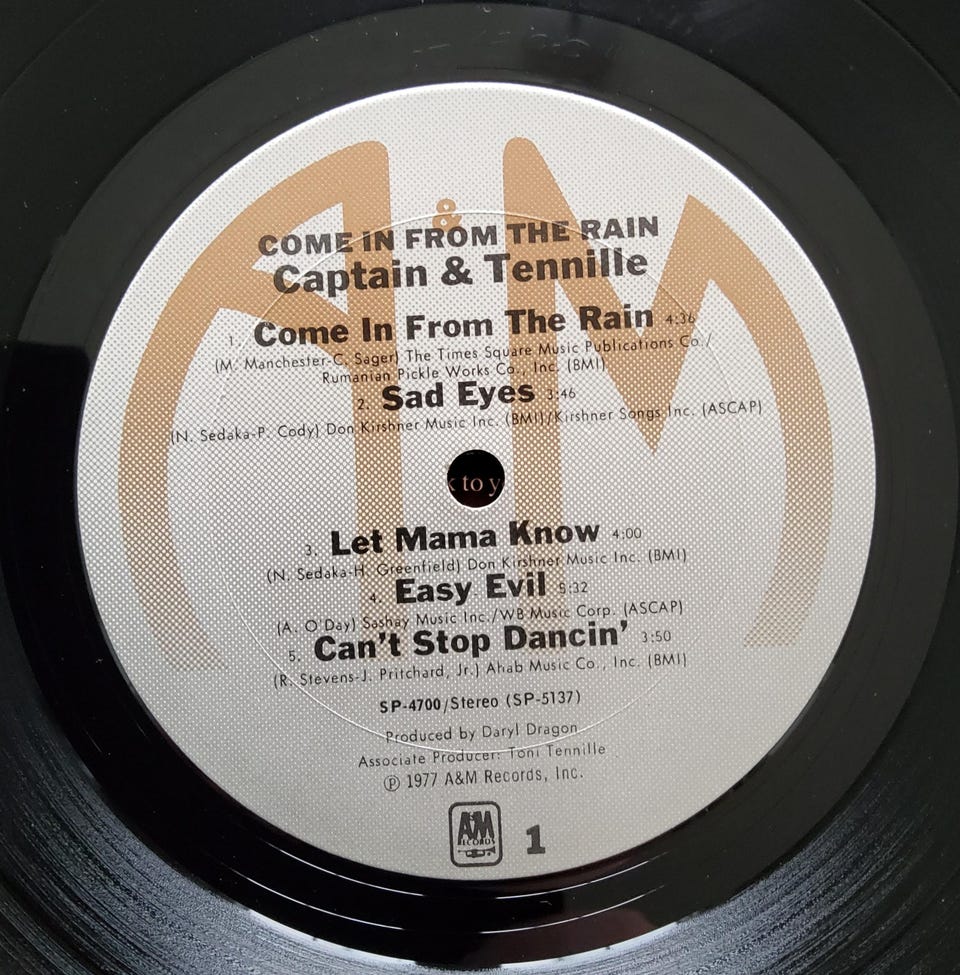 A&M
COME IN FROM THE RAIN
Captain & Tennille
1. Come In From The Rain 4:36
(M. Manchester-C. Sager) The Times Square Music Publications Co./
Rumanian Pickle Works Co., Inc. (BMI)
2. Sad Eyes 3:46
(N. Sedaka-P. Cody) Don Kirshner Music Inc. (BMI)/Kirshner Songs Inc. (ASCAP)
to y
3. Let Mama Know 4:00
(N. Sedaka-H. Greenfield) Don Kirshner Music Inc. (BMI)
4. Easy Evil 5:32
(A. O'Day) Sashay Music Inc./WB Music Corp. (ASCAP)
5. Can't Stop Dancin' 3:50
(R. Stevens-J. Pritchard, Jr.) Ahab Music Co., Inc. (BMI)
SP-4700/Stereo (SP-5137)
Produced by Daryl Dragon
Associate Producer: Toni Tennille
℗ 1977 A&M Records, Inc.
A&M
RECORDS
1